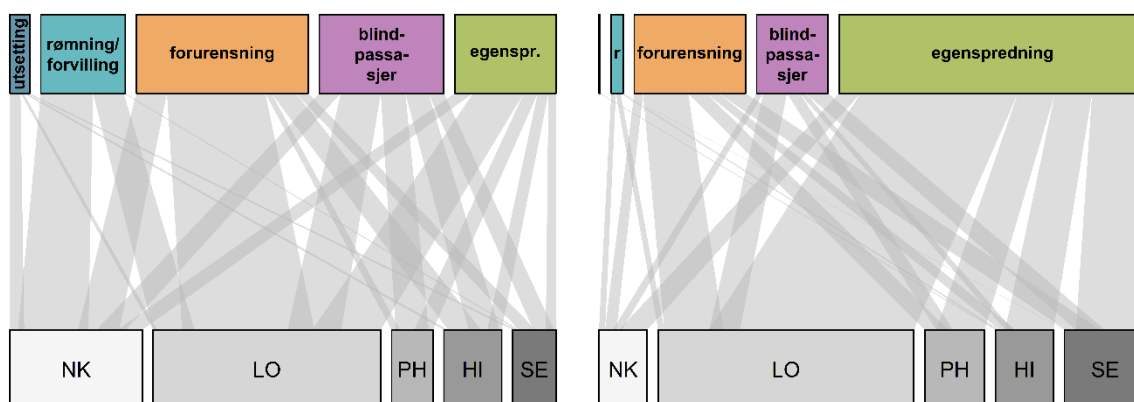 utsetting
rømning/
forvilling
forurensning
blind-
passa-
sjer
egenspr.
NK
LO
PH
HI
SE
r
forurensning
blind-
passa-
sjer
egenspredning
NK
LO
PH
HI
SE